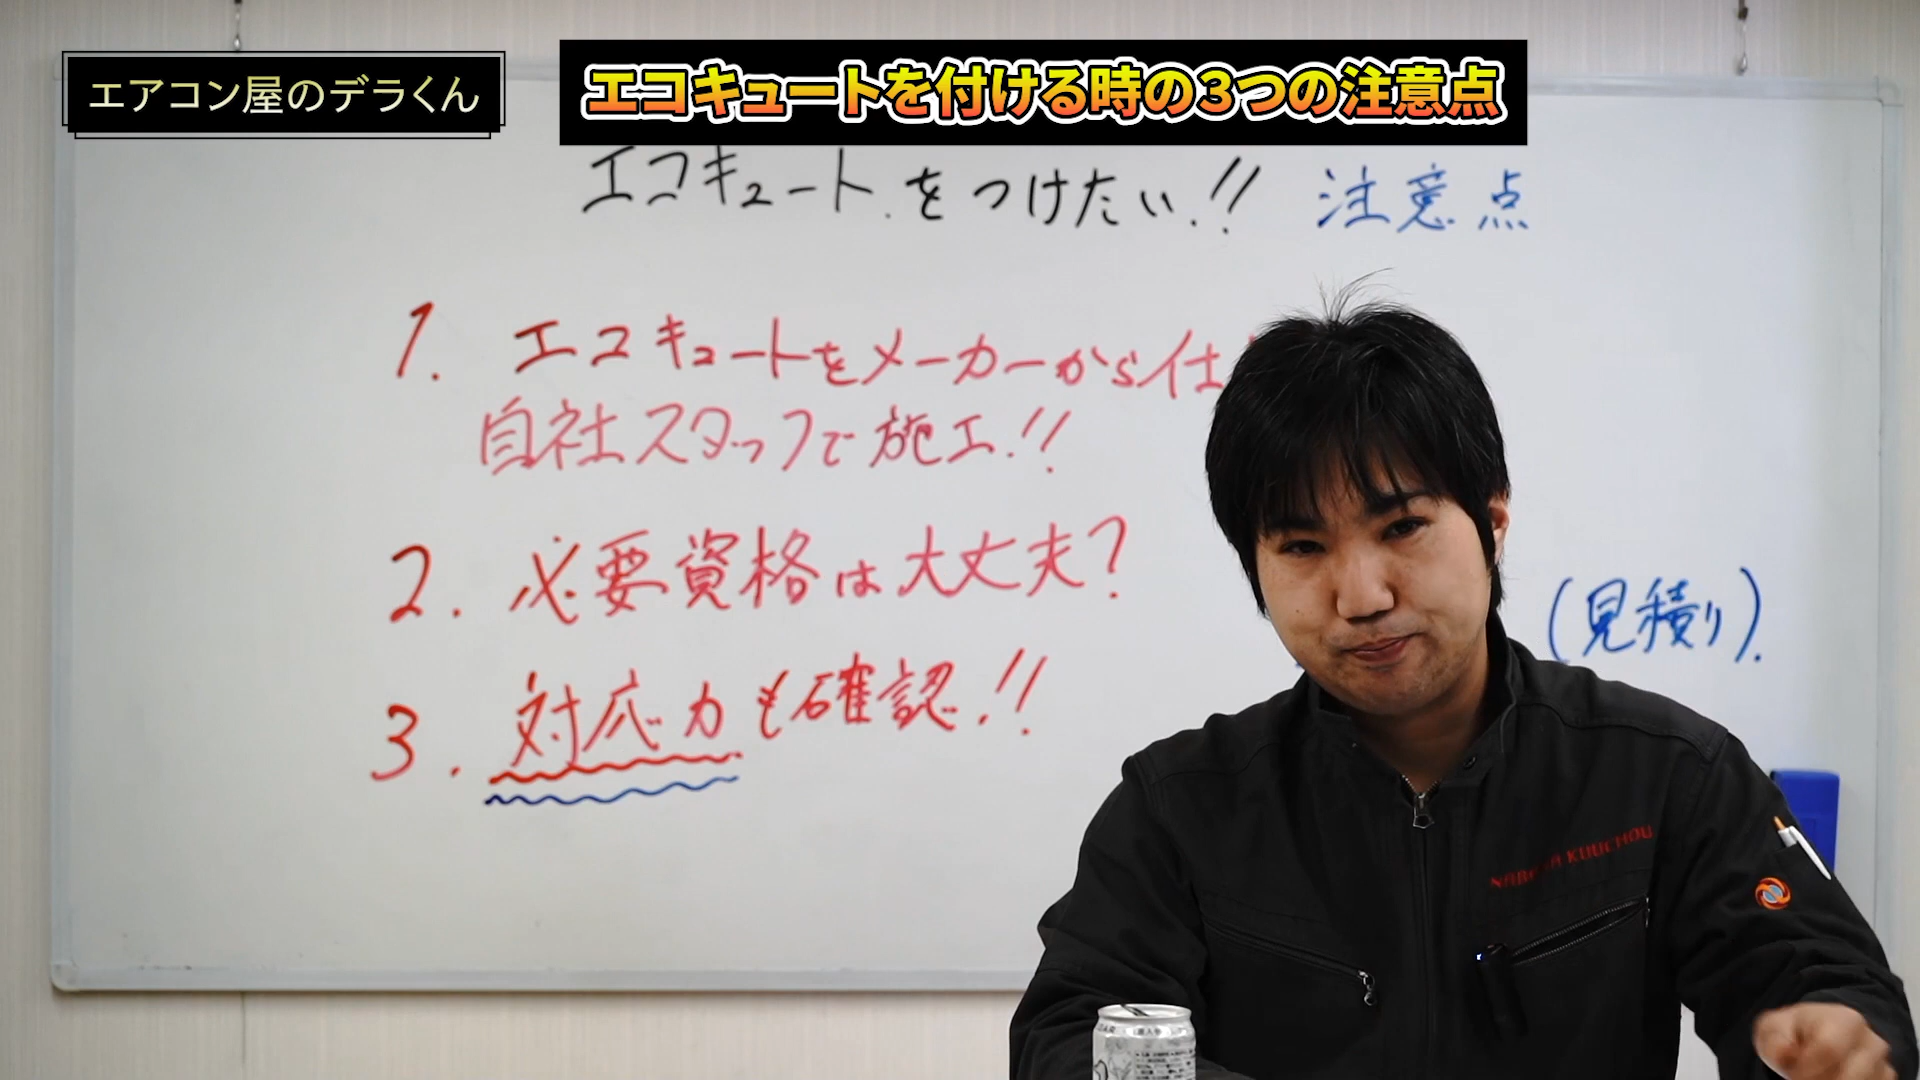 エアコン屋のデラくん
エコキュートを付ける時の3つの注意点
エコキュートをつけたい!! 注意点
1. エコキュートをメーカーから仕
自社スタッフで施工!!
2. 必要資格は大丈夫?
(見積り).
3. 対応力も確認!!
KUUCHOU